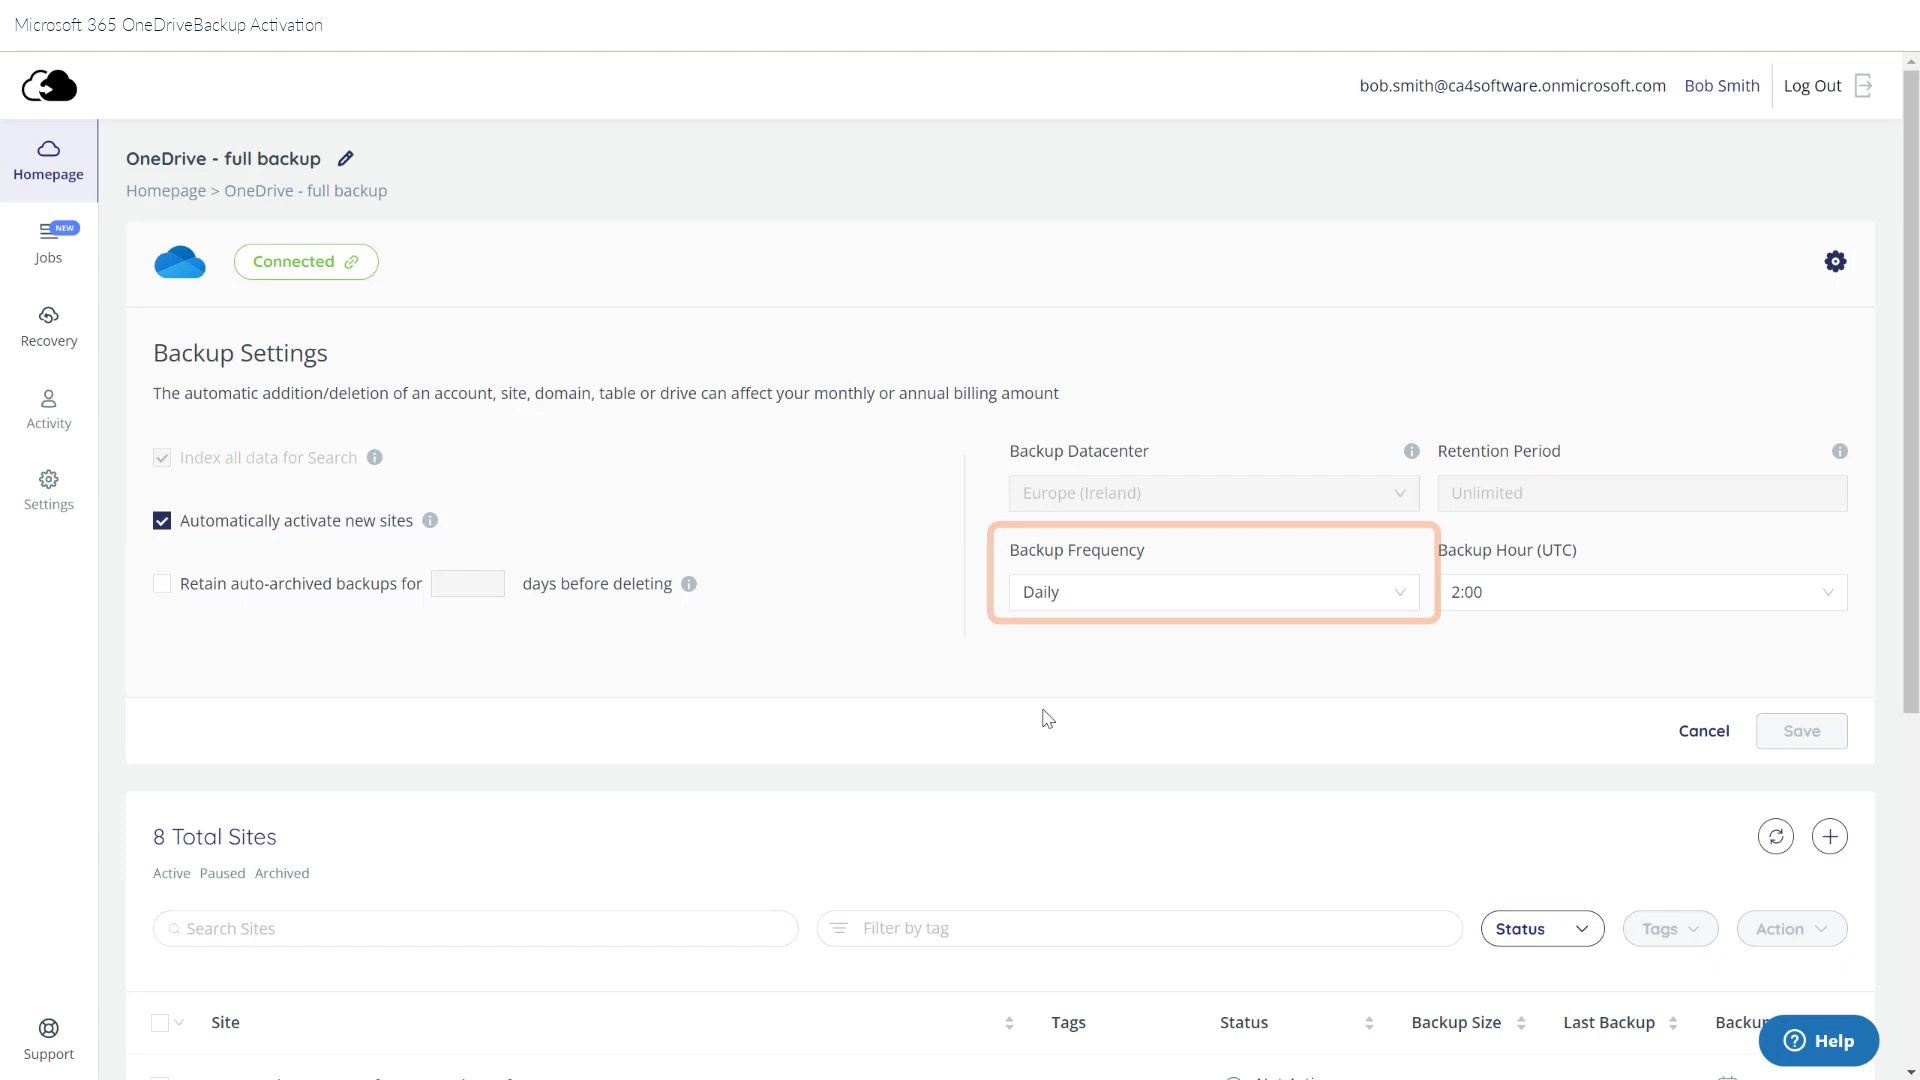 Microsoft 365 OneDriveBackup Activation
bob.smith@ca4software.onmicrosoft.com Bob Smith Log Out
Homepage
NEW
Jobs
Recovery
Activity
Settings
Support
OneDrive - full backup
Homepage > OneDrive - full backup
Connected
Backup Settings
The automatic addition/deletion of an account, site, domain, table or drive can affect your monthly or annual billing amount
Index all data for Search
Automatically activate new sites
Retain auto-archived backups for days before deleting
Backup Datacenter
Europe (Ireland)
Retention Period
Unlimited
Backup Frequency
Daily
Backup Hour (UTC)
2:00
Cancel Save
8 Total Sites
Active Paused Archived
Search Sites Filter by tag Status Tags Action
Site Tags Status Backup Size Last Backup
Help